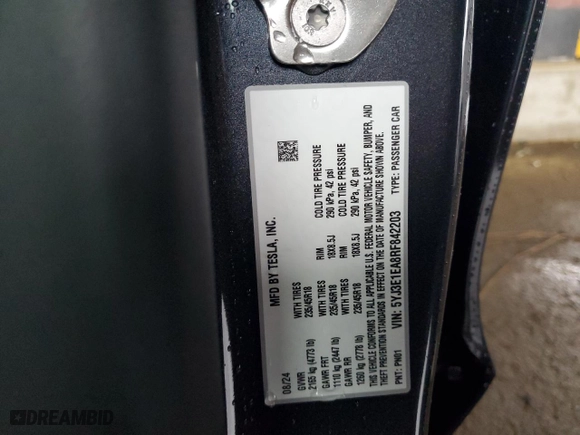 MFD BY TESLA, INC.
08/24
GVWR
2165 kg (4773 lb)
GAWR FRT
1110 kg (2447 lb)
GAWR RR
1260 kg (2778 lb)
WITH TIRES
235/45R18
WITH TIRES
235/45R18
WITH TIRES
235/45R18
RIM
18X8.5J
RIM
18X8.5J
COLD TIRE PRESSURE
290 kPa, 42 psi
COLD TIRE PRESSURE
290 kPa, 42 psi
THIS VEHICLE CONFORMS TO ALL APPLICABLE U.S. FEDERAL MOTOR VEHICLE SAFETY, BUMPER, AND
THEFT PREVENTION STANDARDS IN EFFECT ON THE DATE OF MANUFACTURE SHOWN ABOVE.
PNT: PN01
VIN: 5YJ3E1EA8RF842203
TYPE: PASSENGER CAR
DREAMBID